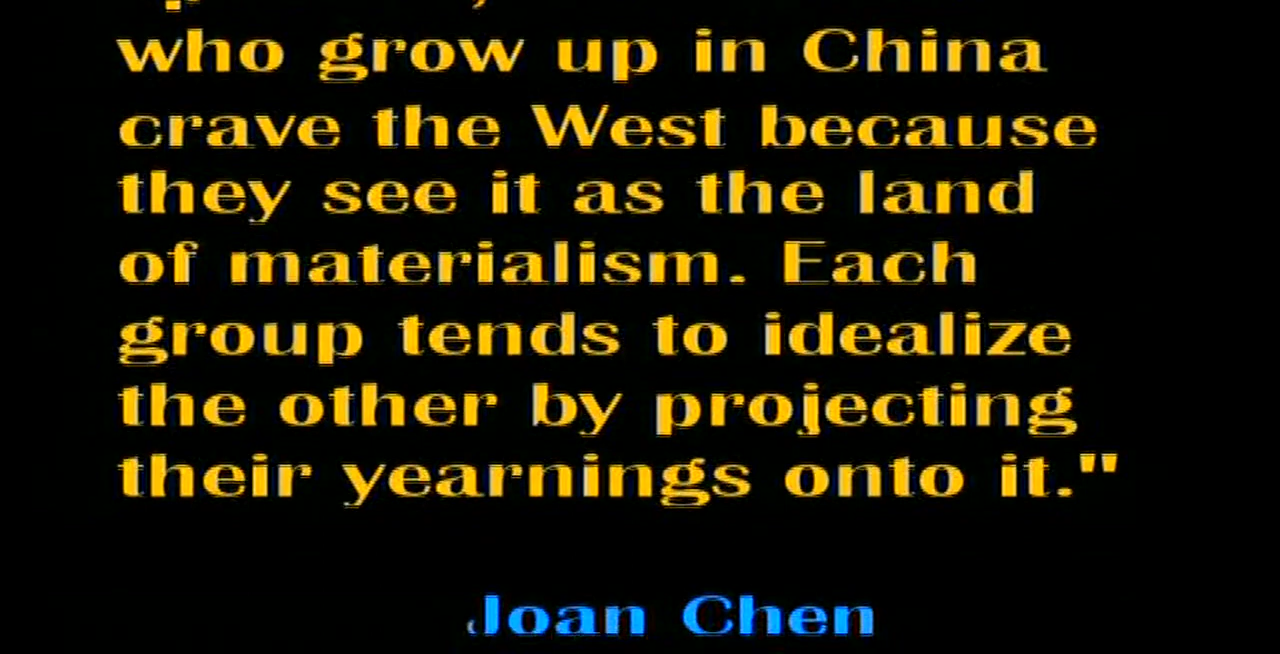 who grow up in China
crave the West because
they see it as the land
of materialism. Each
group tends to idealize
the other by projecting
their yearnings onto it."
Joan Chen